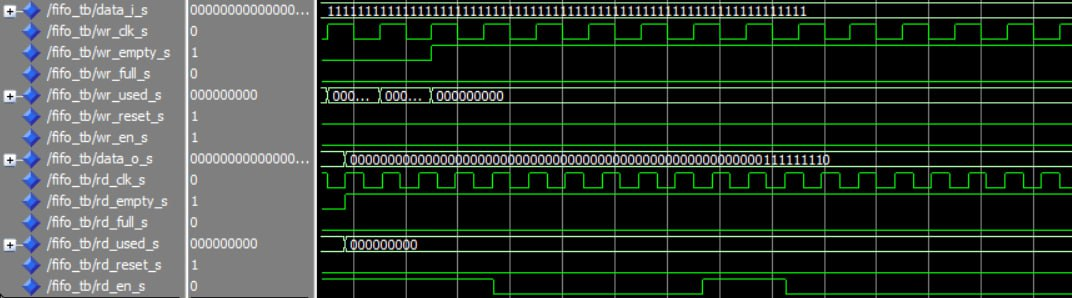 /fifo_tb/data_i_s 00000000000000... 1111111111111111111111111111111111111111111111111111111111111111
/fifo_tb/wr_clk_s 0
/fifo_tb/wr_empty_s 1
/fifo_tb/wr_full_s 0
/fifo_tb/wr_used_s 000000000 000... 000... 000000000
/fifo_tb/wr_reset_s 1
/fifo_tb/wr_en_s 1
/fifo_tb/data_o_s 00000000000000... 0000000000000000000000000000000000000000000000000000000111111110
/fifo_tb/rd_clk_s 0
/fifo_tb/rd_empty_s 1
/fifo_tb/rd_full_s 0
/fifo_tb/rd_used_s 000000000 000000000
/fifo_tb/rd_reset_s 1
/fifo_tb/rd_en_s 0